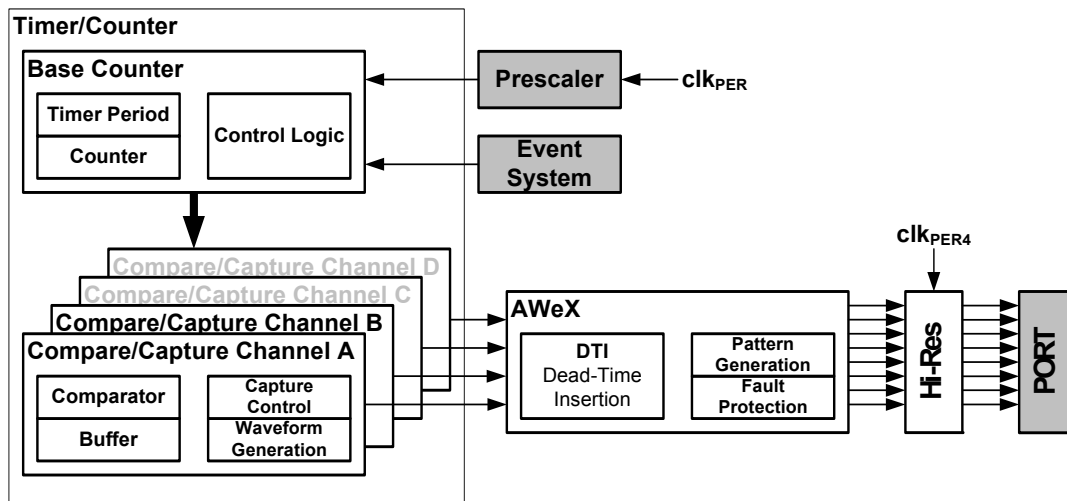 Timer/Counter
Base Counter
Timer Period
Counter
Control Logic
Prescaler
clkPER
Event
System
Compare/Capture Channel D
Compare/Capture Channel C
Compare/Capture Channel B
Compare/Capture Channel A
Comparator
Buffer
Capture
Control
Waveform
Generation
AWeX
DTI
Dead-Time
Insertion
Pattern
Generation
Fault
Protection
clkPER4
Hi-Res
PORT